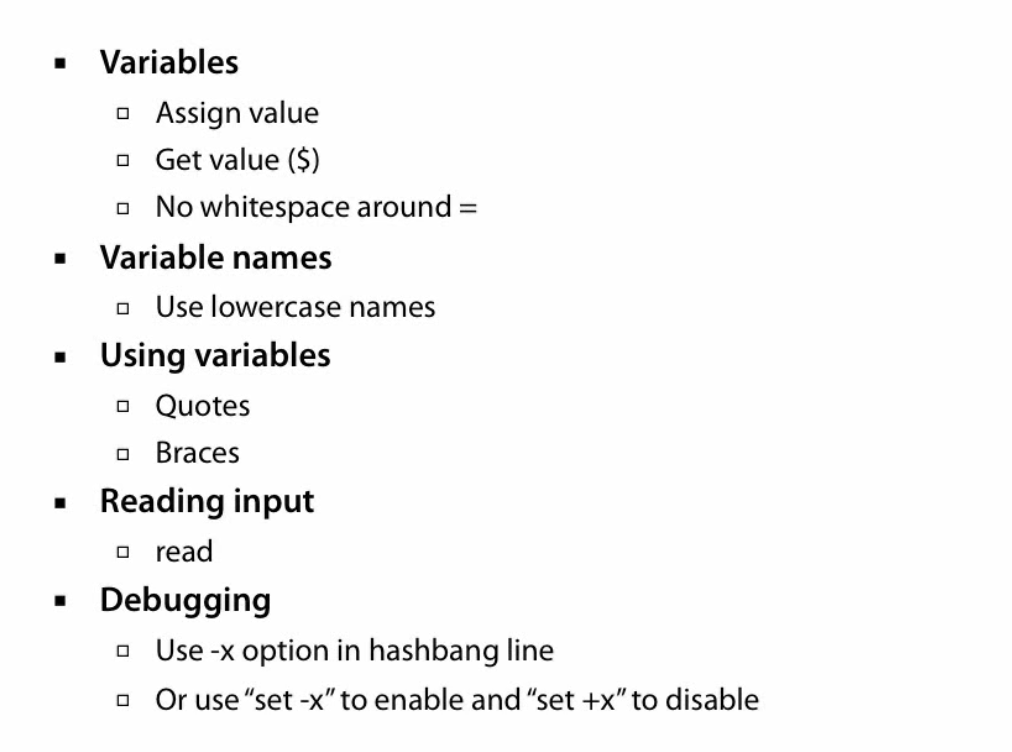 Variables
Assign value
Get value ($)
No whitespace around =
Variable names
Use lowercase names
Using variables
Quotes
Braces
Reading input
read
Debugging
Use -x option in hashbang line
Or use “set -x” to enable and “set +x” to disable